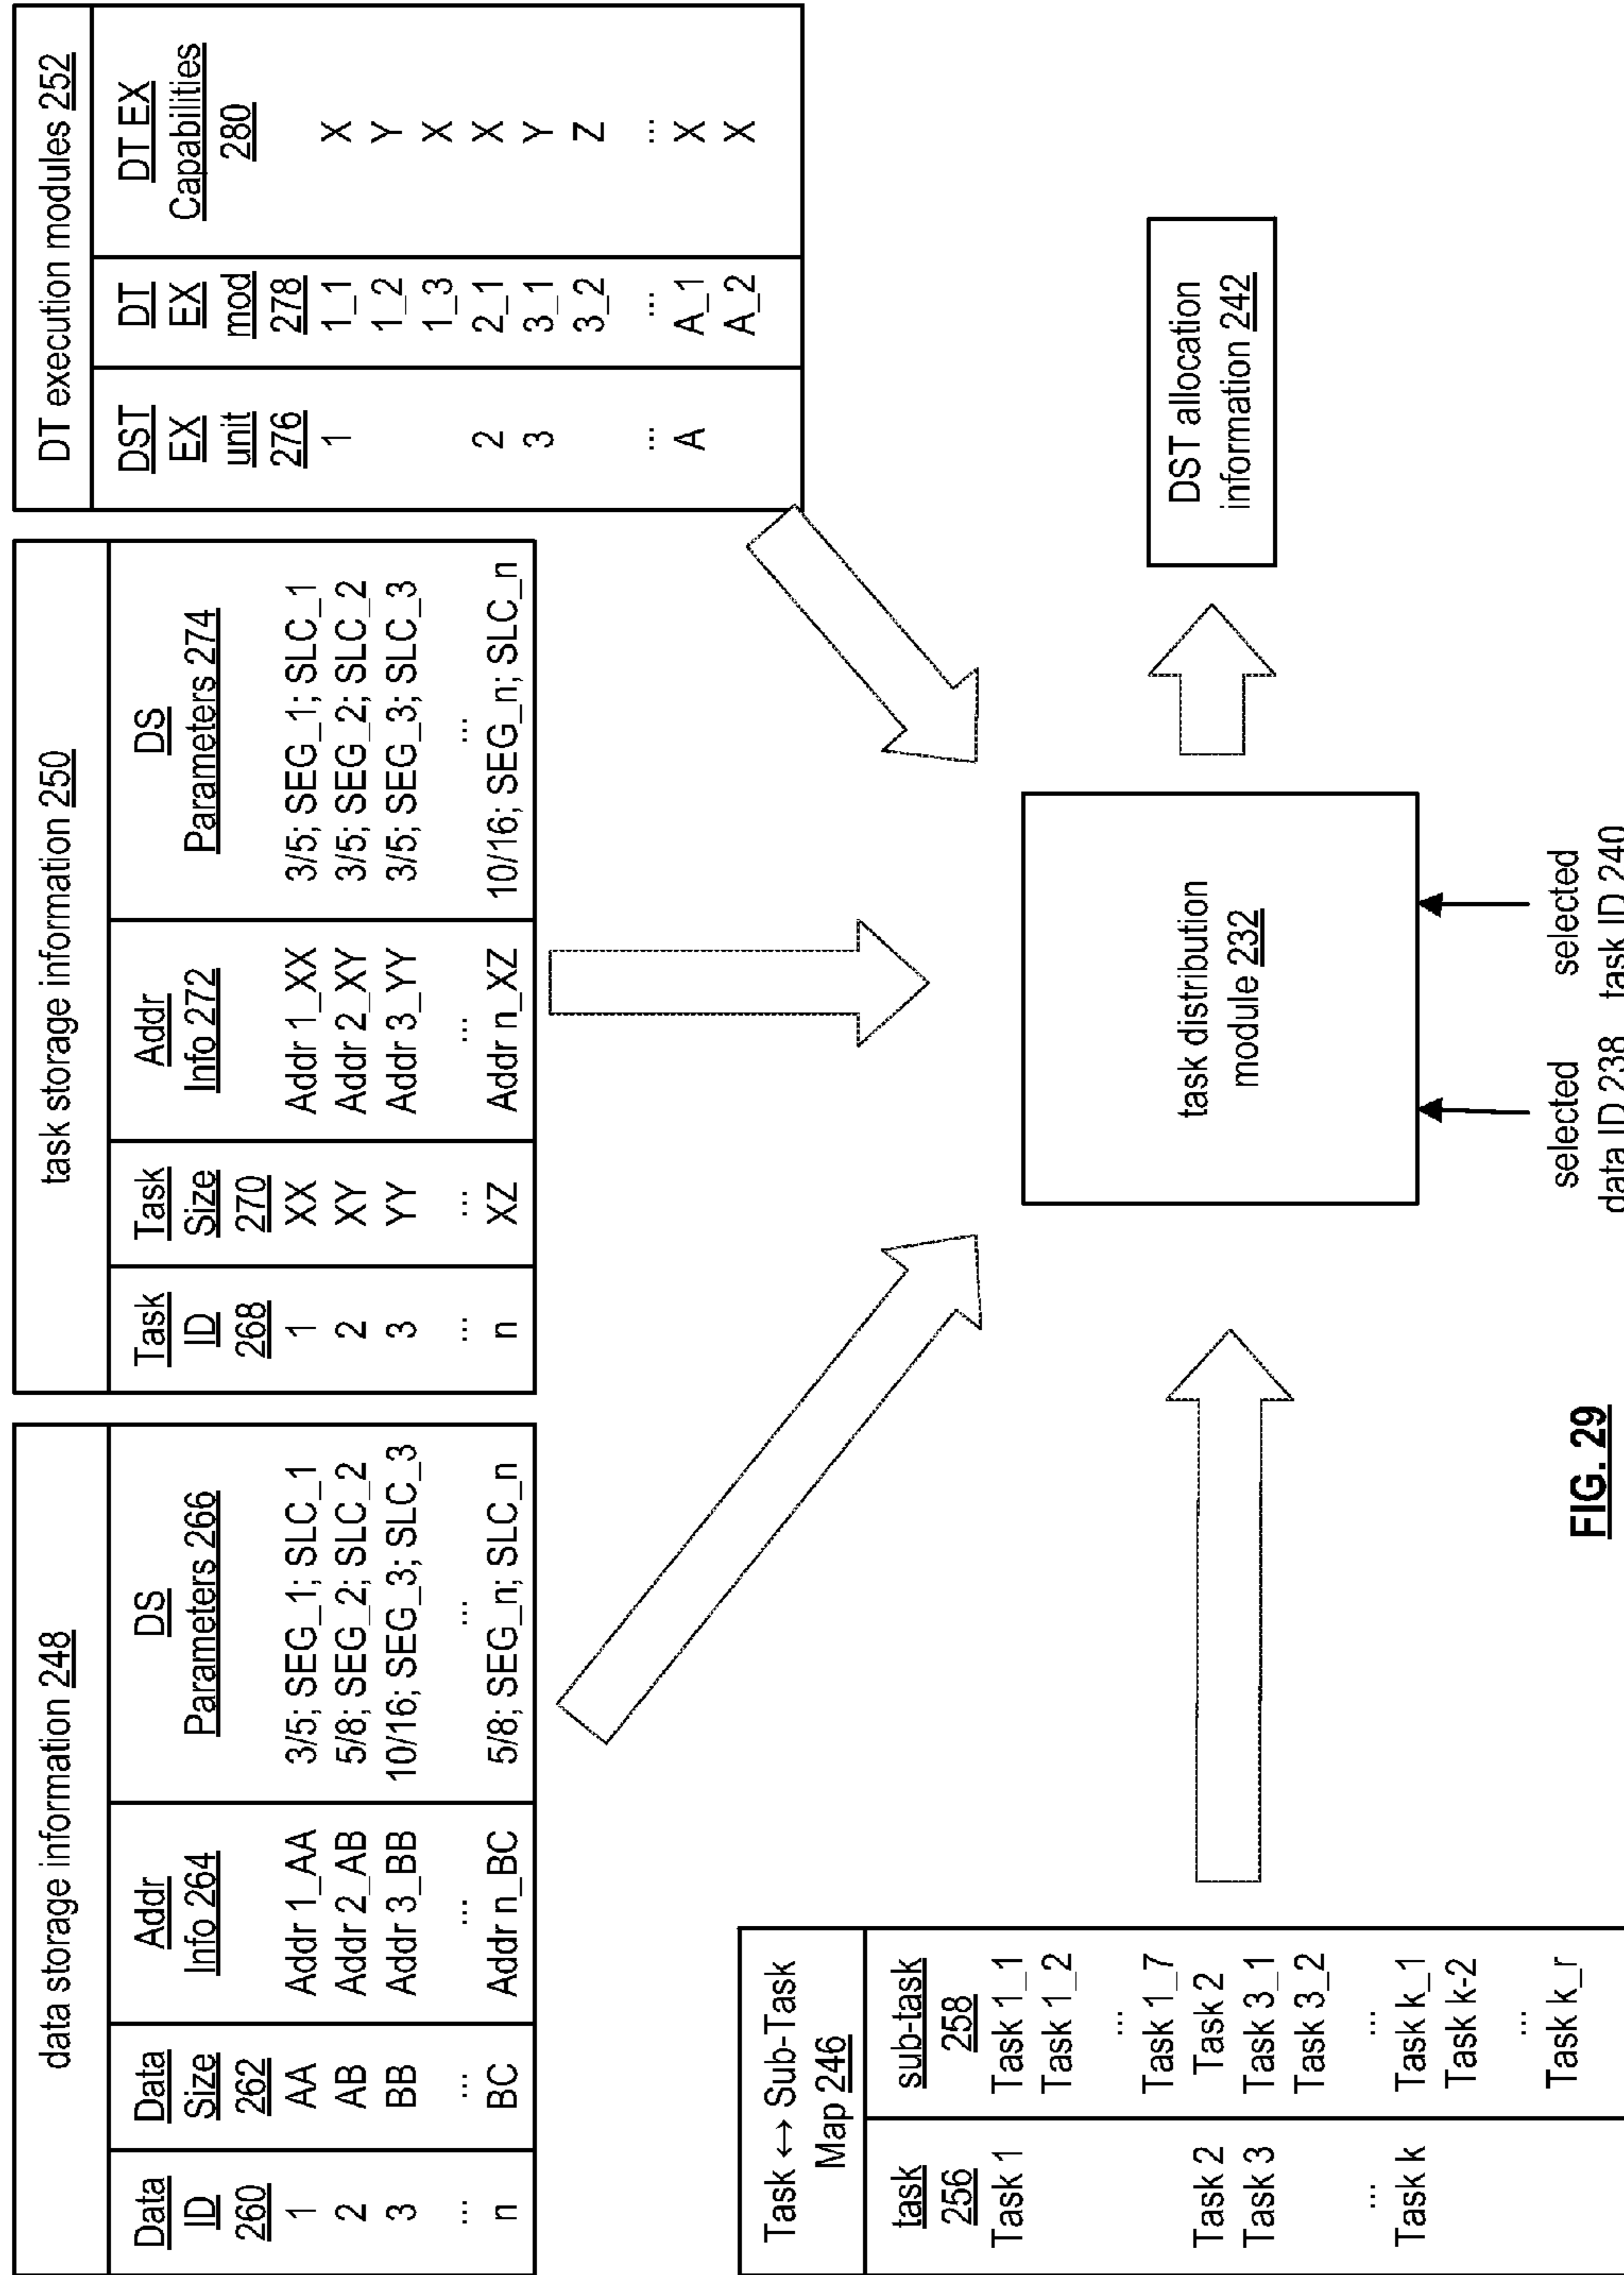 data storage information 248
Data ID 260
Data Size 262
Addr Info 264
DS Parameters 266
1 AA Addr 1_AA 3/5; SEG_1; SLC_1
2 AB Addr 2_AB 5/8; SEG_2; SLC_2
3 BB Addr 3_BB 10/16; SEG_3; SLC_3
... ... ... ...
n BC Addr n_BC 5/8; SEG_n; SLC_n
task storage information 250
Task ID 268
Task Size 270
Addr Info 272
DS Parameters 274
1 XX Addr 1_XX 3/5; SEG_1; SLC_1
2 XY Addr 2_XY 3/5; SEG_2; SLC_2
3 YY Addr 3_YY 3/5; SEG_3; SLC_3
... ... ... ...
n XZ Addr n_XZ 10/16; SEG_n; SLC_n
DT execution modules 252
DST EX unit 276
DT EX mod 278
DT EX Capabilities 280
1 1_1 X
1_2 Y
1_3 X
2 2_1 X
3 3_1 Y
3_2 Z
... ... ...
A A_1 X
A_2 X
Task ↔ Sub-Task
Map 246
task 256
sub-task 258
Task 1 Task 1_1
Task 1_2
...
Task 1_7
Task 2 Task 2
Task 3 Task 3_1
Task 3_2
... ...
Task k Task k_1
Task k-2
...
Task k_r
task distribution
module 232
DST allocation
information 242
selected
data ID 238
selected
task ID 240
FIG. 29